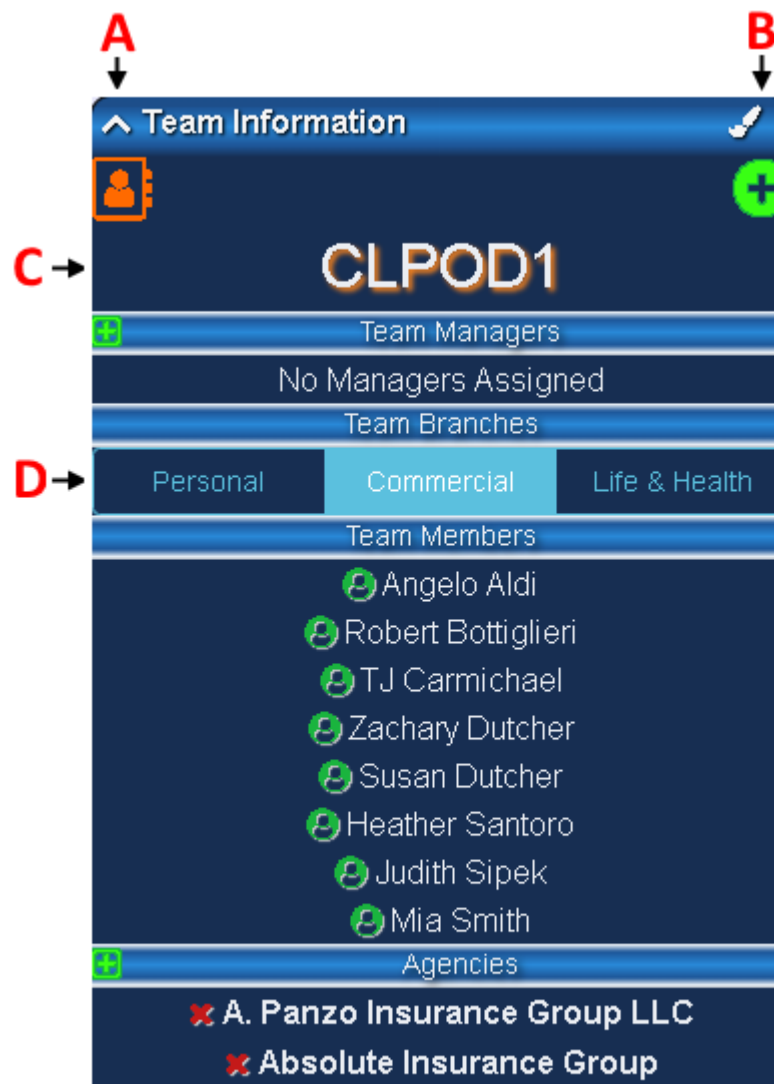 A B
Team Information
C CLPOD1
Team Managers
No Managers Assigned
Team Branches
D Personal Commercial Life & Health
Team Members
Angelo Aldi
Robert Bottiglieri
TJ Carmichael
Zachary Dutcher
Susan Dutcher
Heather Santoro
Judith Sipek
Mia Smith
Agencies
A. Panzo Insurance Group LLC
Absolute Insurance Group